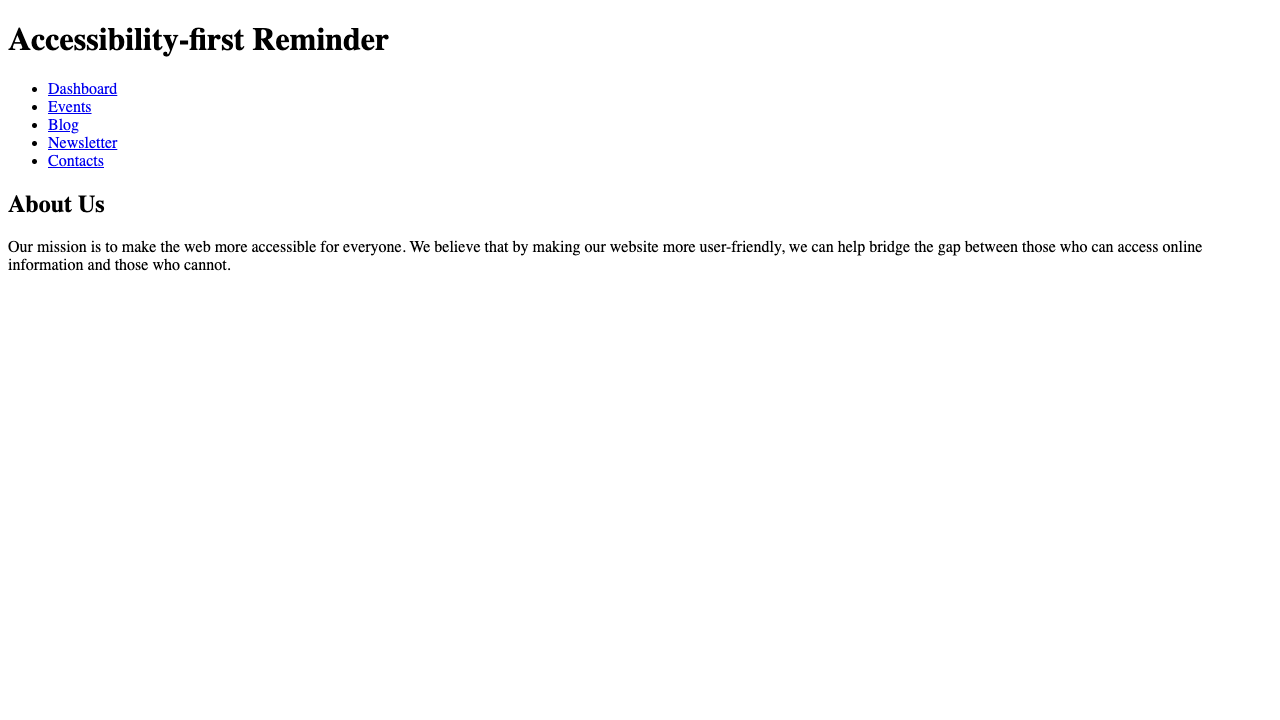 Accessibility-first Reminder
Dashboard
Events
Blog
Newsletter
Contacts
About Us
Our mission is to make the web more accessible for everyone. We believe that by making our website more user-friendly, we can help bridge the gap between those who can access online
information and those who cannot.